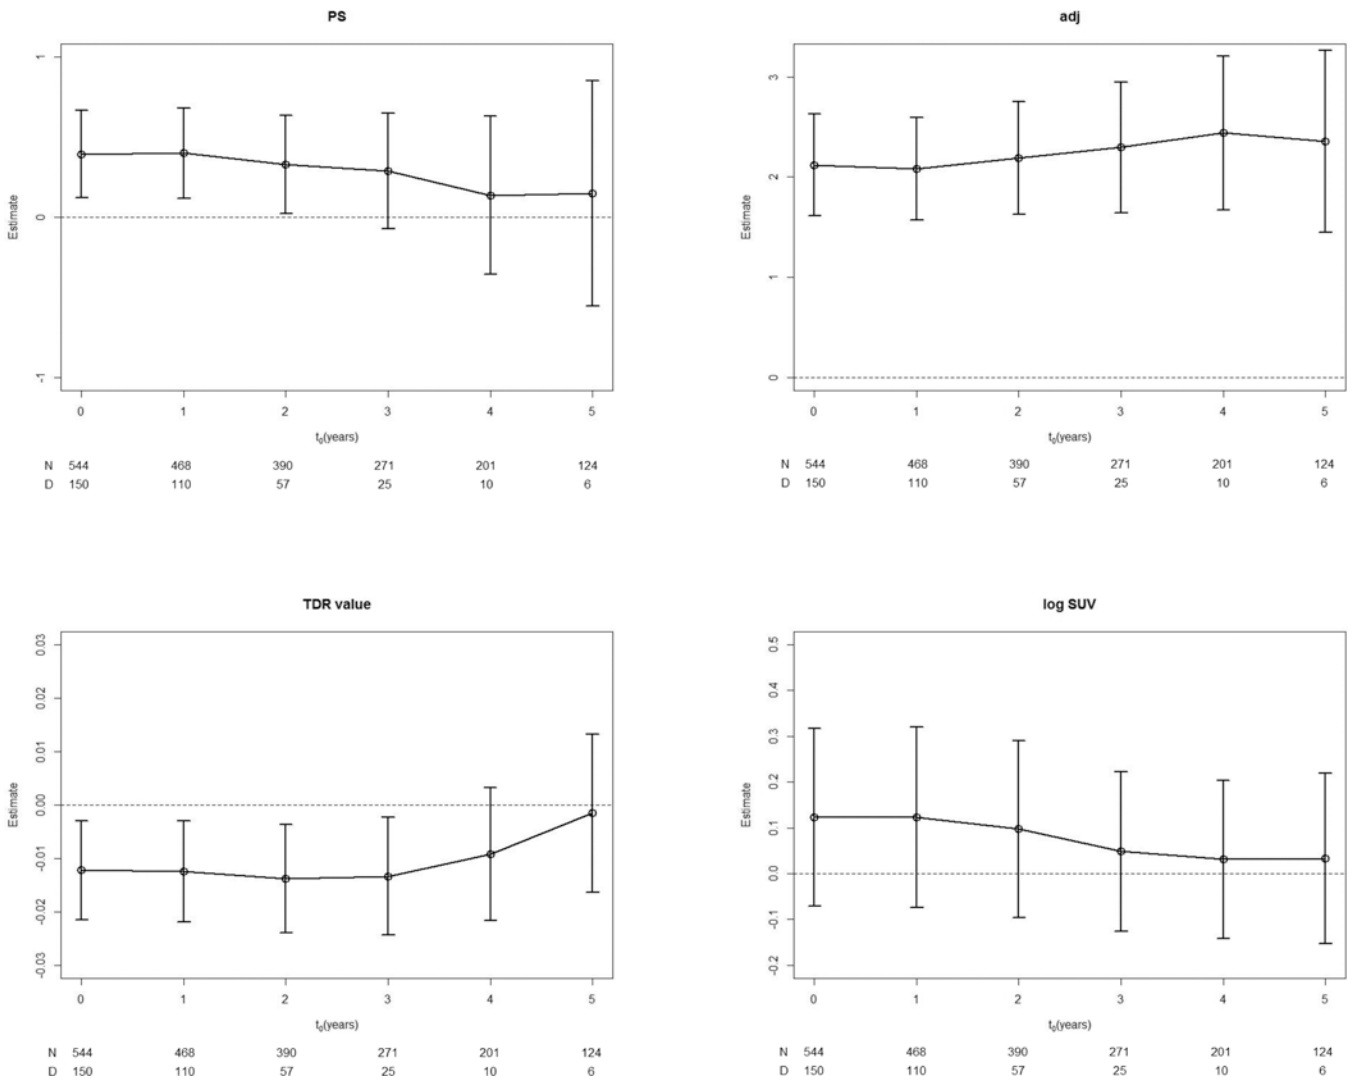 PS
1
0
-1
Estimate
0 1 2 3 4 5
t0(years)
N 544 468 390 271 201 124
D 150 110 57 25 10 6
adj
3
2
1
0
Estimate
0 1 2 3 4 5
t0(years)
N 544 468 390 271 201 124
D 150 110 57 25 10 6
TDR value
0.03
0.02
0.01
0.00
-0.01
-0.02
-0.03
Estimate
0 1 2 3 4 5
t0(years)
N 544 468 390 271 201 124
D 150 110 57 25 10 6
log SUV
0.5
0.4
0.3
0.2
0.1
0.0
-0.1
-0.2
Estimate
0 1 2 3 4 5
t0(years)
N 544 468 390 271 201 124
D 150 110 57 25 10 6